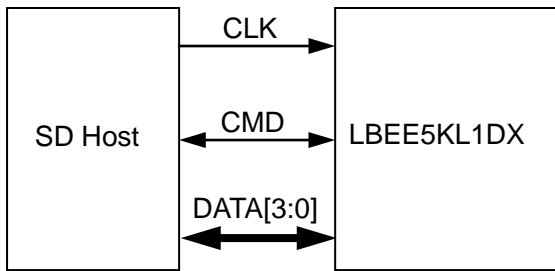 CLK
SD Host
CMD
LBEE5KL1DX
DATA[3:0]